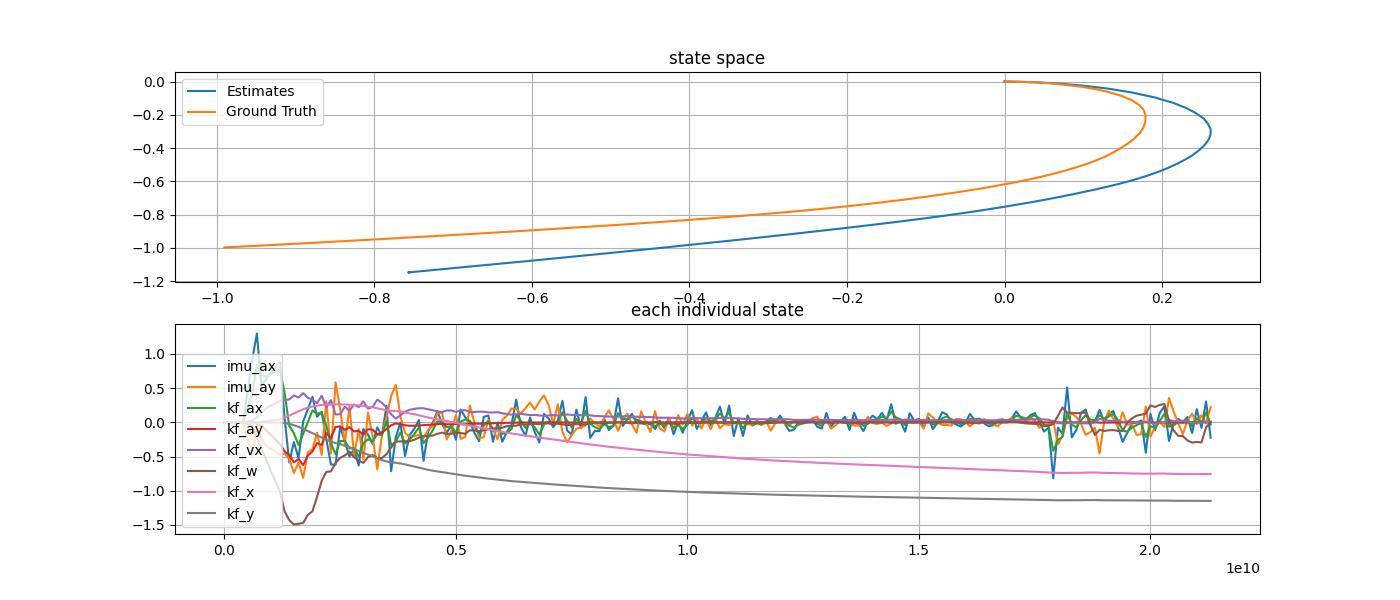 state space
0.0
−0.2
−0.4
−0.6
−0.8
−1.0
−1.2
Estimates
Ground Truth
−1.0 −0.8 −0.6 −0.4 −0.2 0.0 0.2
each individual state
1.0
0.5
0.0
−0.5
−1.0
−1.5
imu_ax
imu_ay
kf_ax
kf_ay
kf_vx
kf_w
kf_x
kf_y
0.0 0.5 1.0 1.5 2.0
1e10